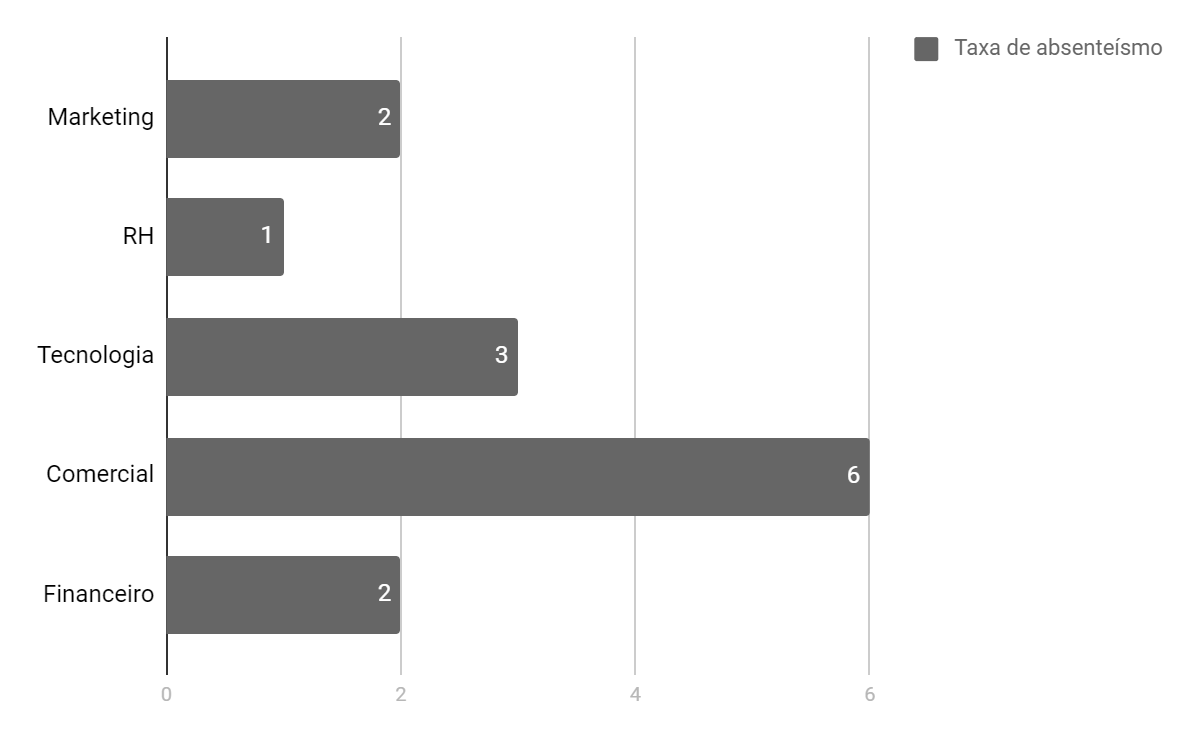 Taxa de absenteísmo
Marketing 2
RH 1
Tecnologia 3
Comercial 6
Financeiro 2
0 2 4 6